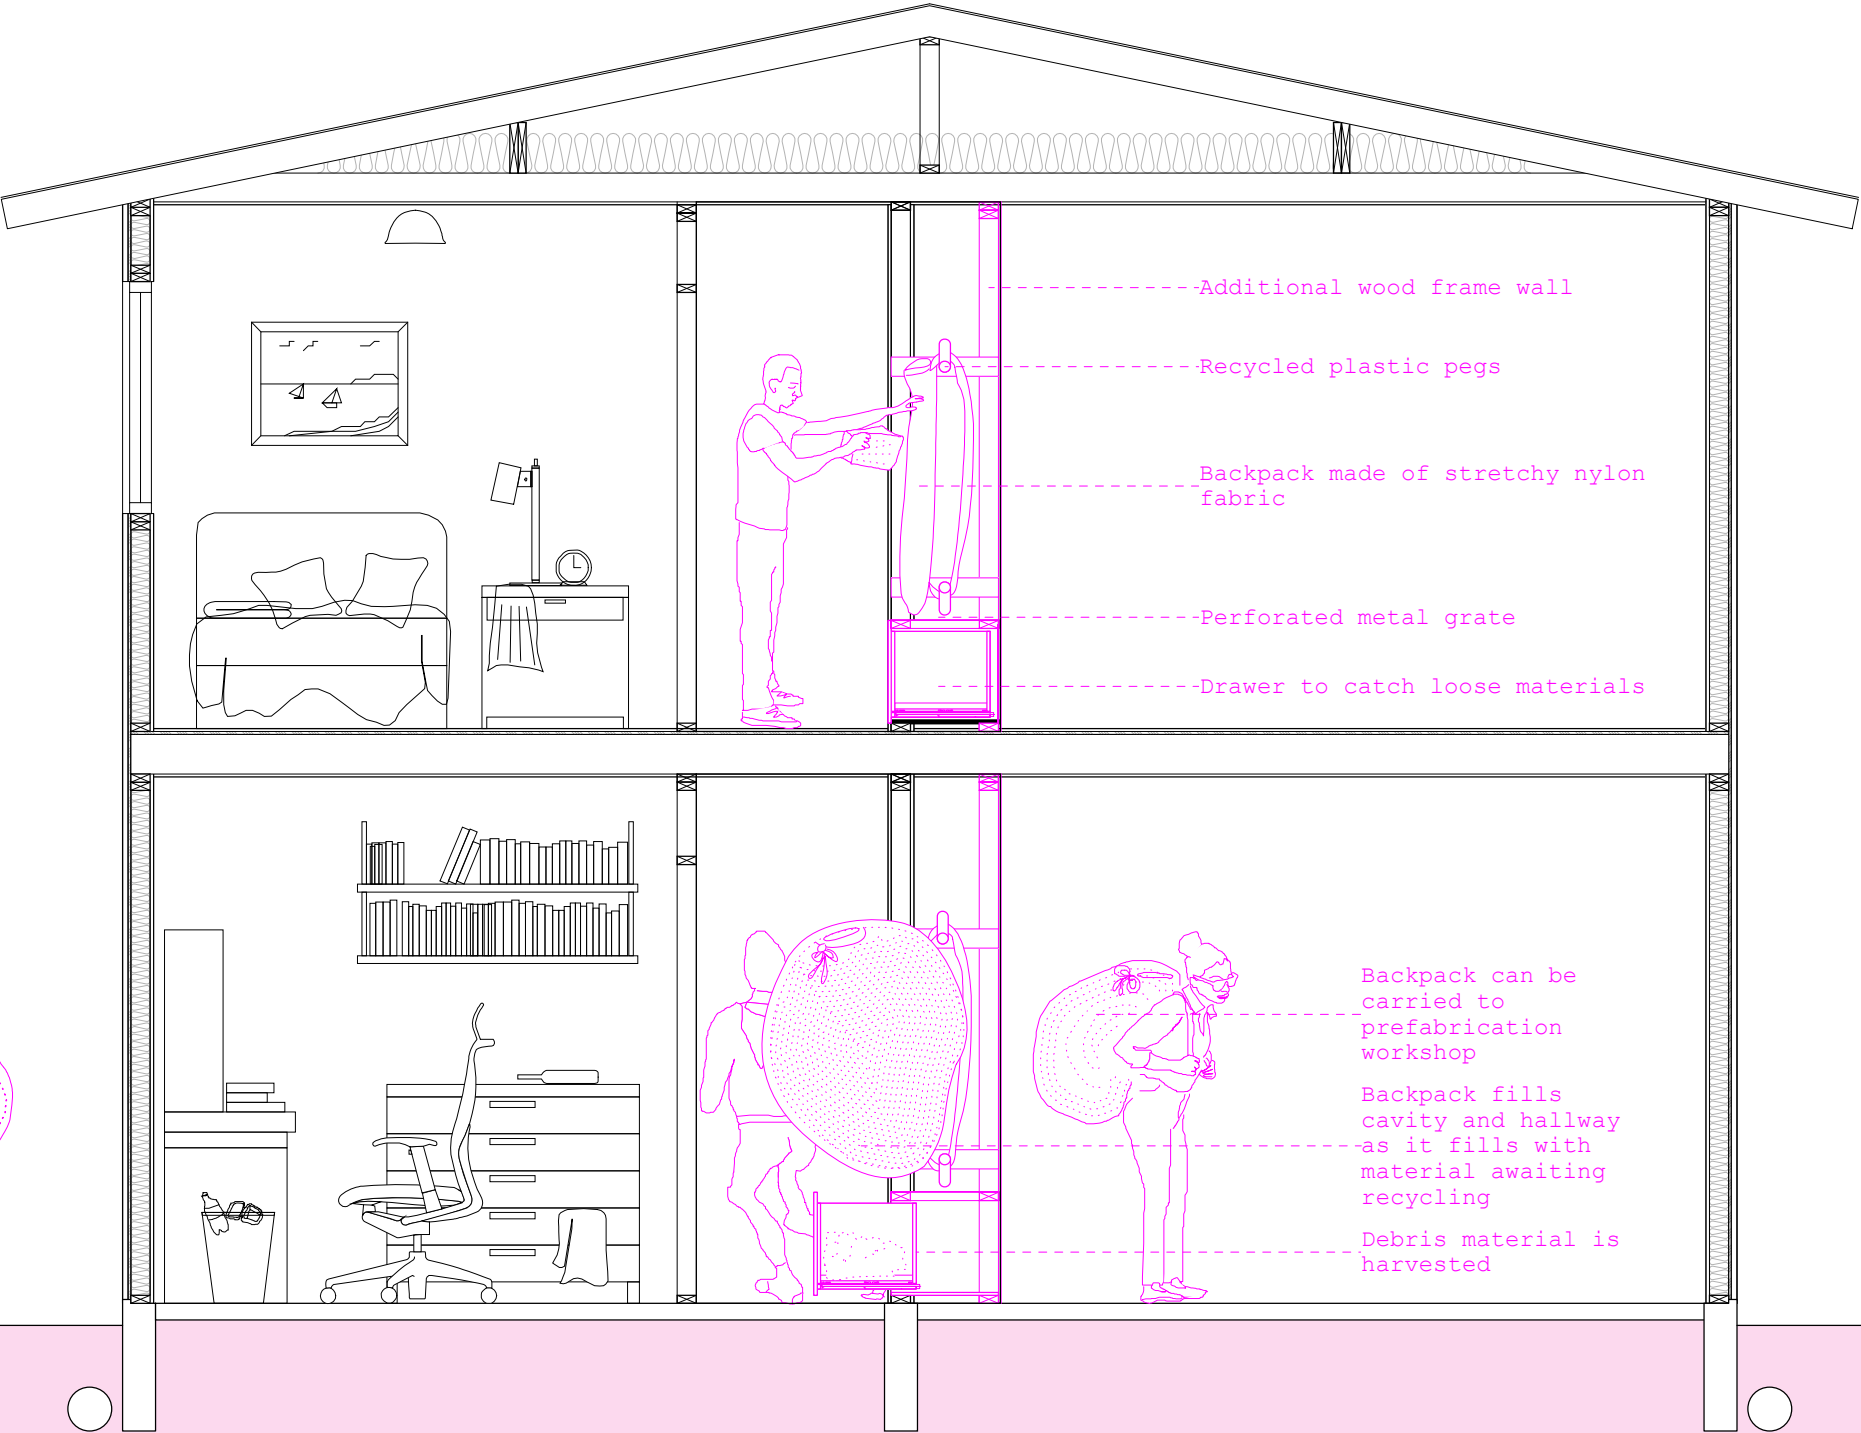 Additional wood frame wall
Recycled plastic pegs
Backpack made of stretchy nylon
fabric
Perforated metal grate
Drawer to catch loose materials
Backpack can be
carried to
prefabrication
workshop
Backpack fills
cavity and hallway
as it fills with
material awaiting
recycling
Debris material is
harvested